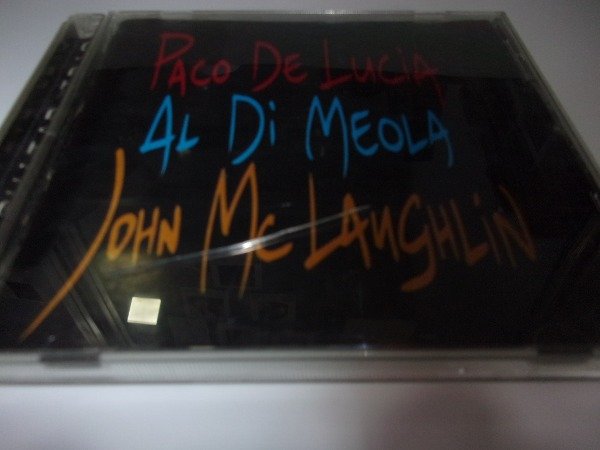 PACO DE LUCIA
AL Di MEOLA
JOHN Mc LAUGHLiN